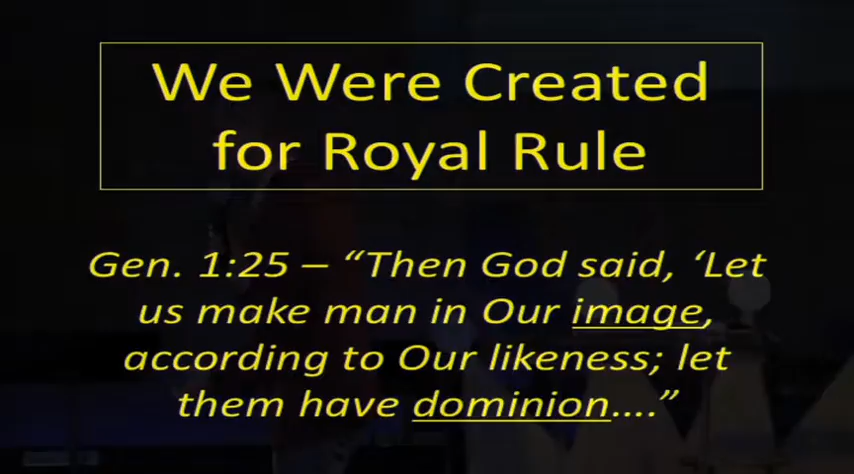 We Were Created
for Royal Rule
Gen. 1:25 – “Then God said, ‘Let
us make man in Our image,
according to Our likeness; let
them have dominion....”